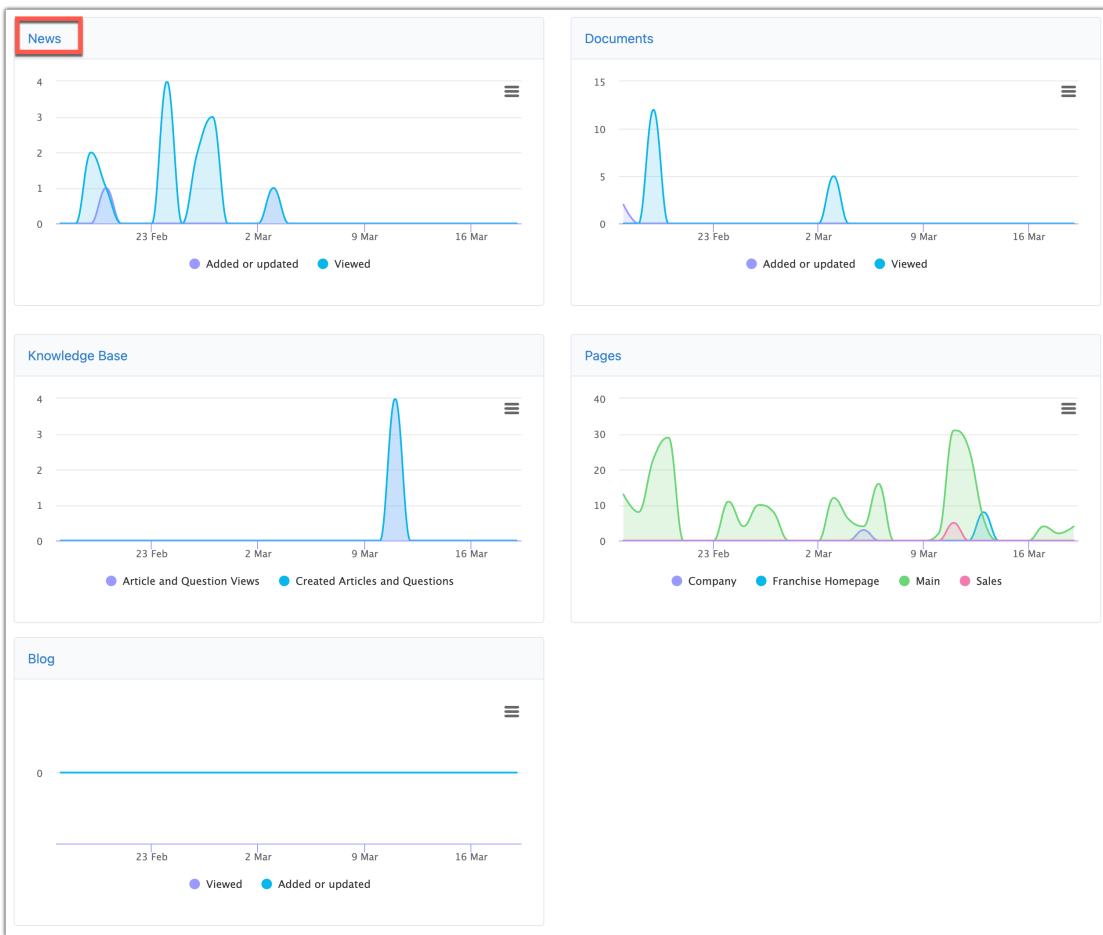 News
4
3
2
1
0
23 Feb 2 Mar 9 Mar 16 Mar
Added or updated Viewed
Documents
15
10
5
0
23 Feb 2 Mar 9 Mar 16 Mar
Added or updated Viewed
Knowledge Base
4
3
2
1
0
23 Feb 2 Mar 9 Mar 16 Mar
Article and Question Views Created Articles and Questions
Pages
40
30
20
10
0
23 Feb 2 Mar 9 Mar 16 Mar
Company Franchise Homepage Main Sales
Blog
0
23 Feb 2 Mar 9 Mar 16 Mar
Viewed Added or updated